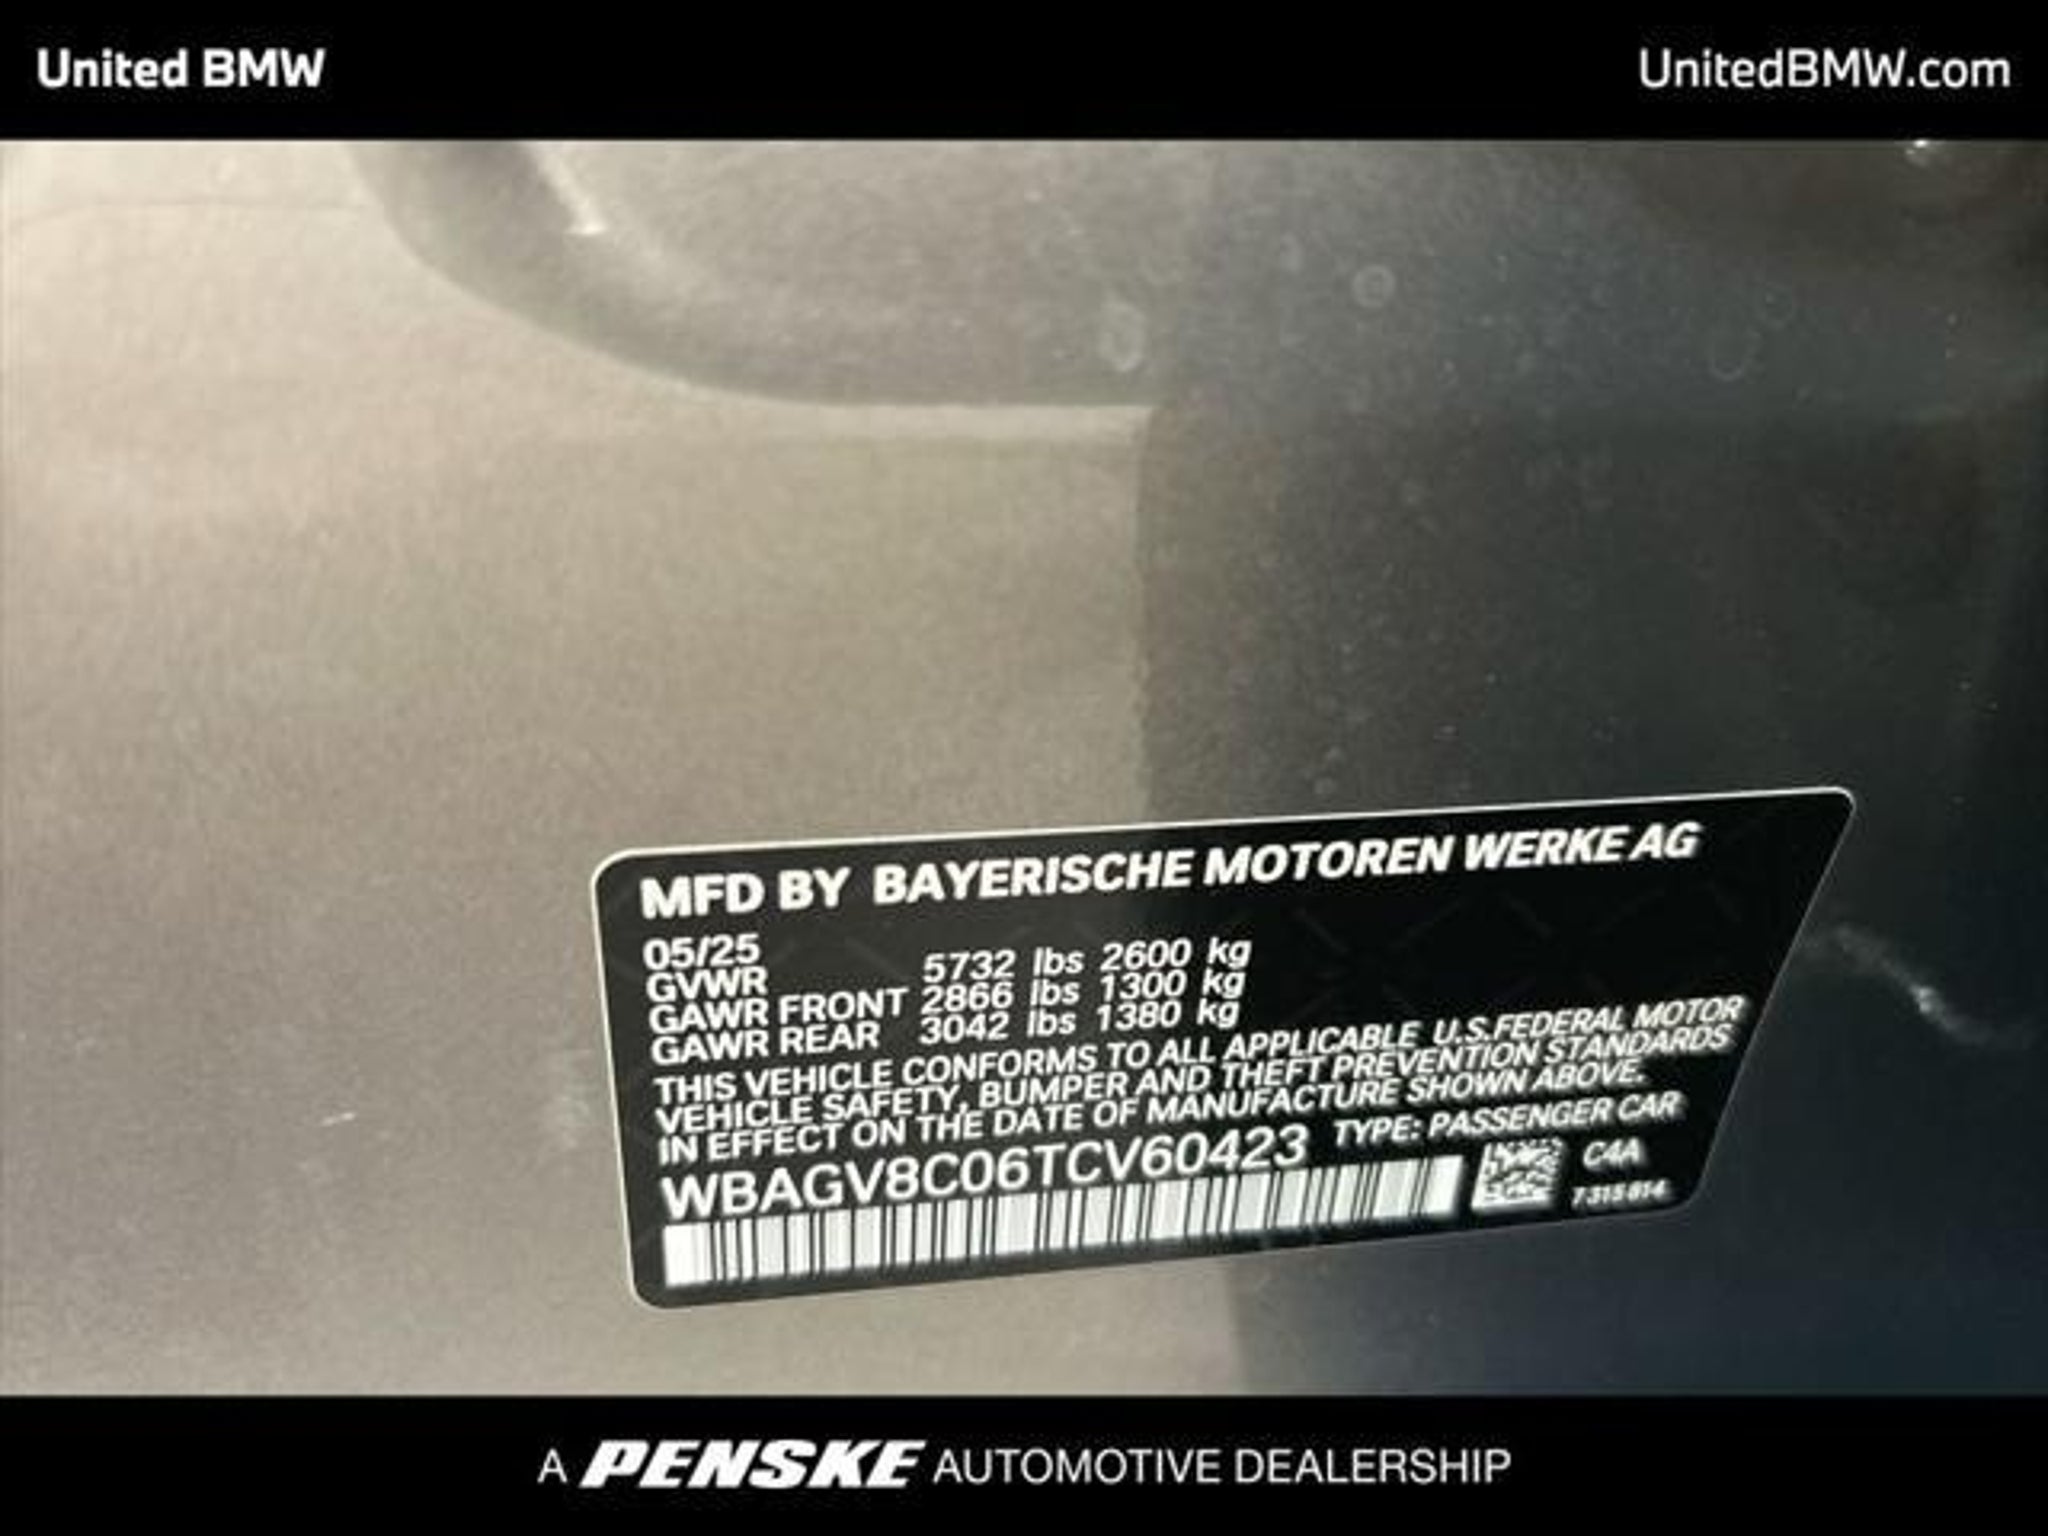 United BMW
UnitedBMW.com
MFD BY BAYERISCHE MOTOREN WERKE AG
05/25
GVWR 5732 lbs 2600 kg
GAWR FRONT 2866 lbs 1300 kg
GAWR REAR 3042 lbs 1380 kg
THIS VEHICLE CONFORMS TO ALL APPLICABLE U.S.FEDERAL MOTOR
VEHICLE SAFETY, BUMPER AND THEFT PREVENTION STANDARDS
IN EFFECT ON THE DATE OF MANUFACTURE SHOWN ABOVE.
WBAGV8C06TCV60423 TYPE: PASSENGER CAR
C4A
7 315 814
A PENSKE AUTOMOTIVE DEALERSHIP